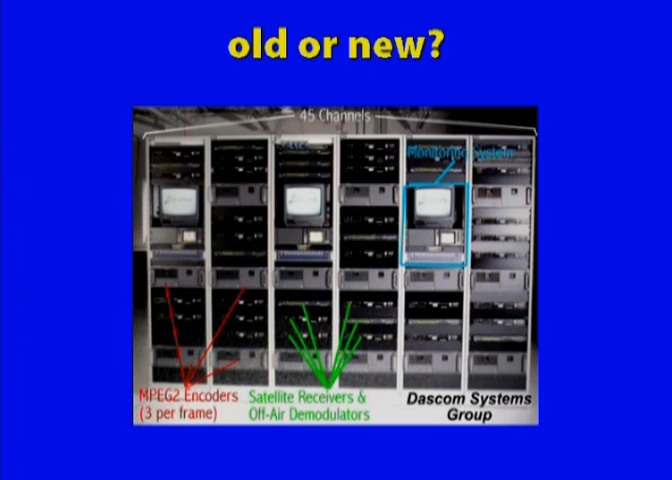 old or new?
45 Channels
Monitoring System
MPEG2 Encoders
(3 per frame)
Satellite Receivers &
Off-Air Demodulators
Dascom Systems
Group